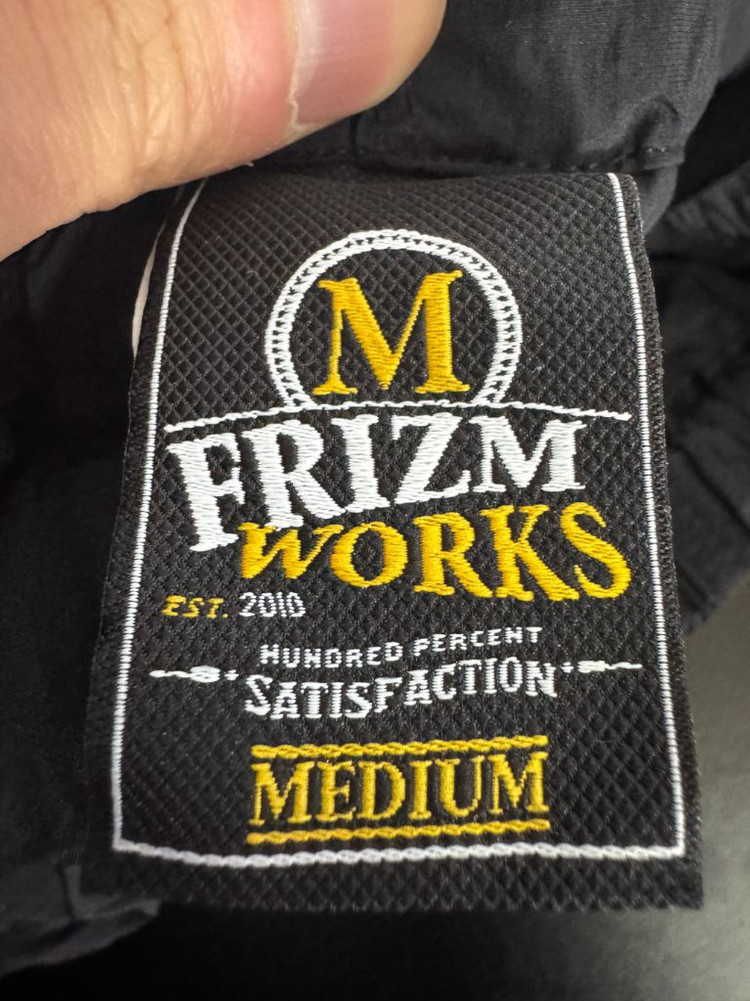 M
FRIZM
WORKS
EST. 2010
HUNDRED PERCENT
SATISFACTION
MEDIUM